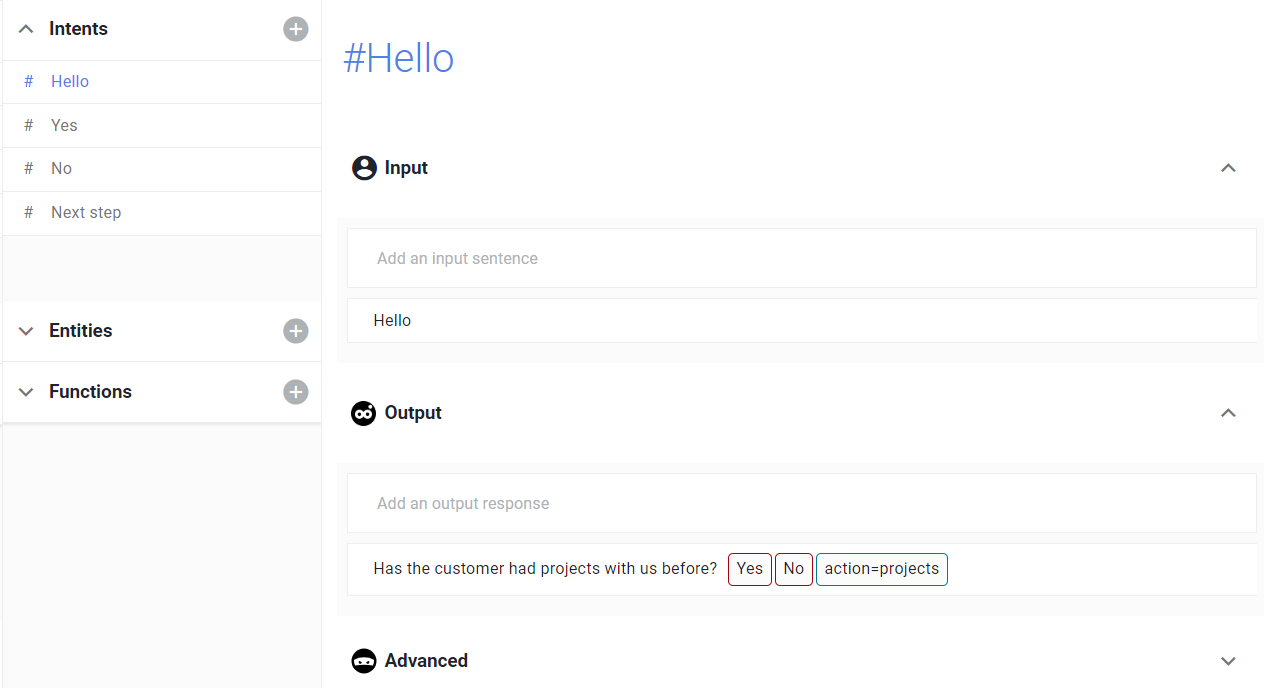 Intents
# Hello
# Yes
# No
# Next step
Entities
Functions
#Hello
Input
Add an input sentence
Hello
Output
Add an output response
Has the customer had projects with us before? Yes No action=projects
Advanced